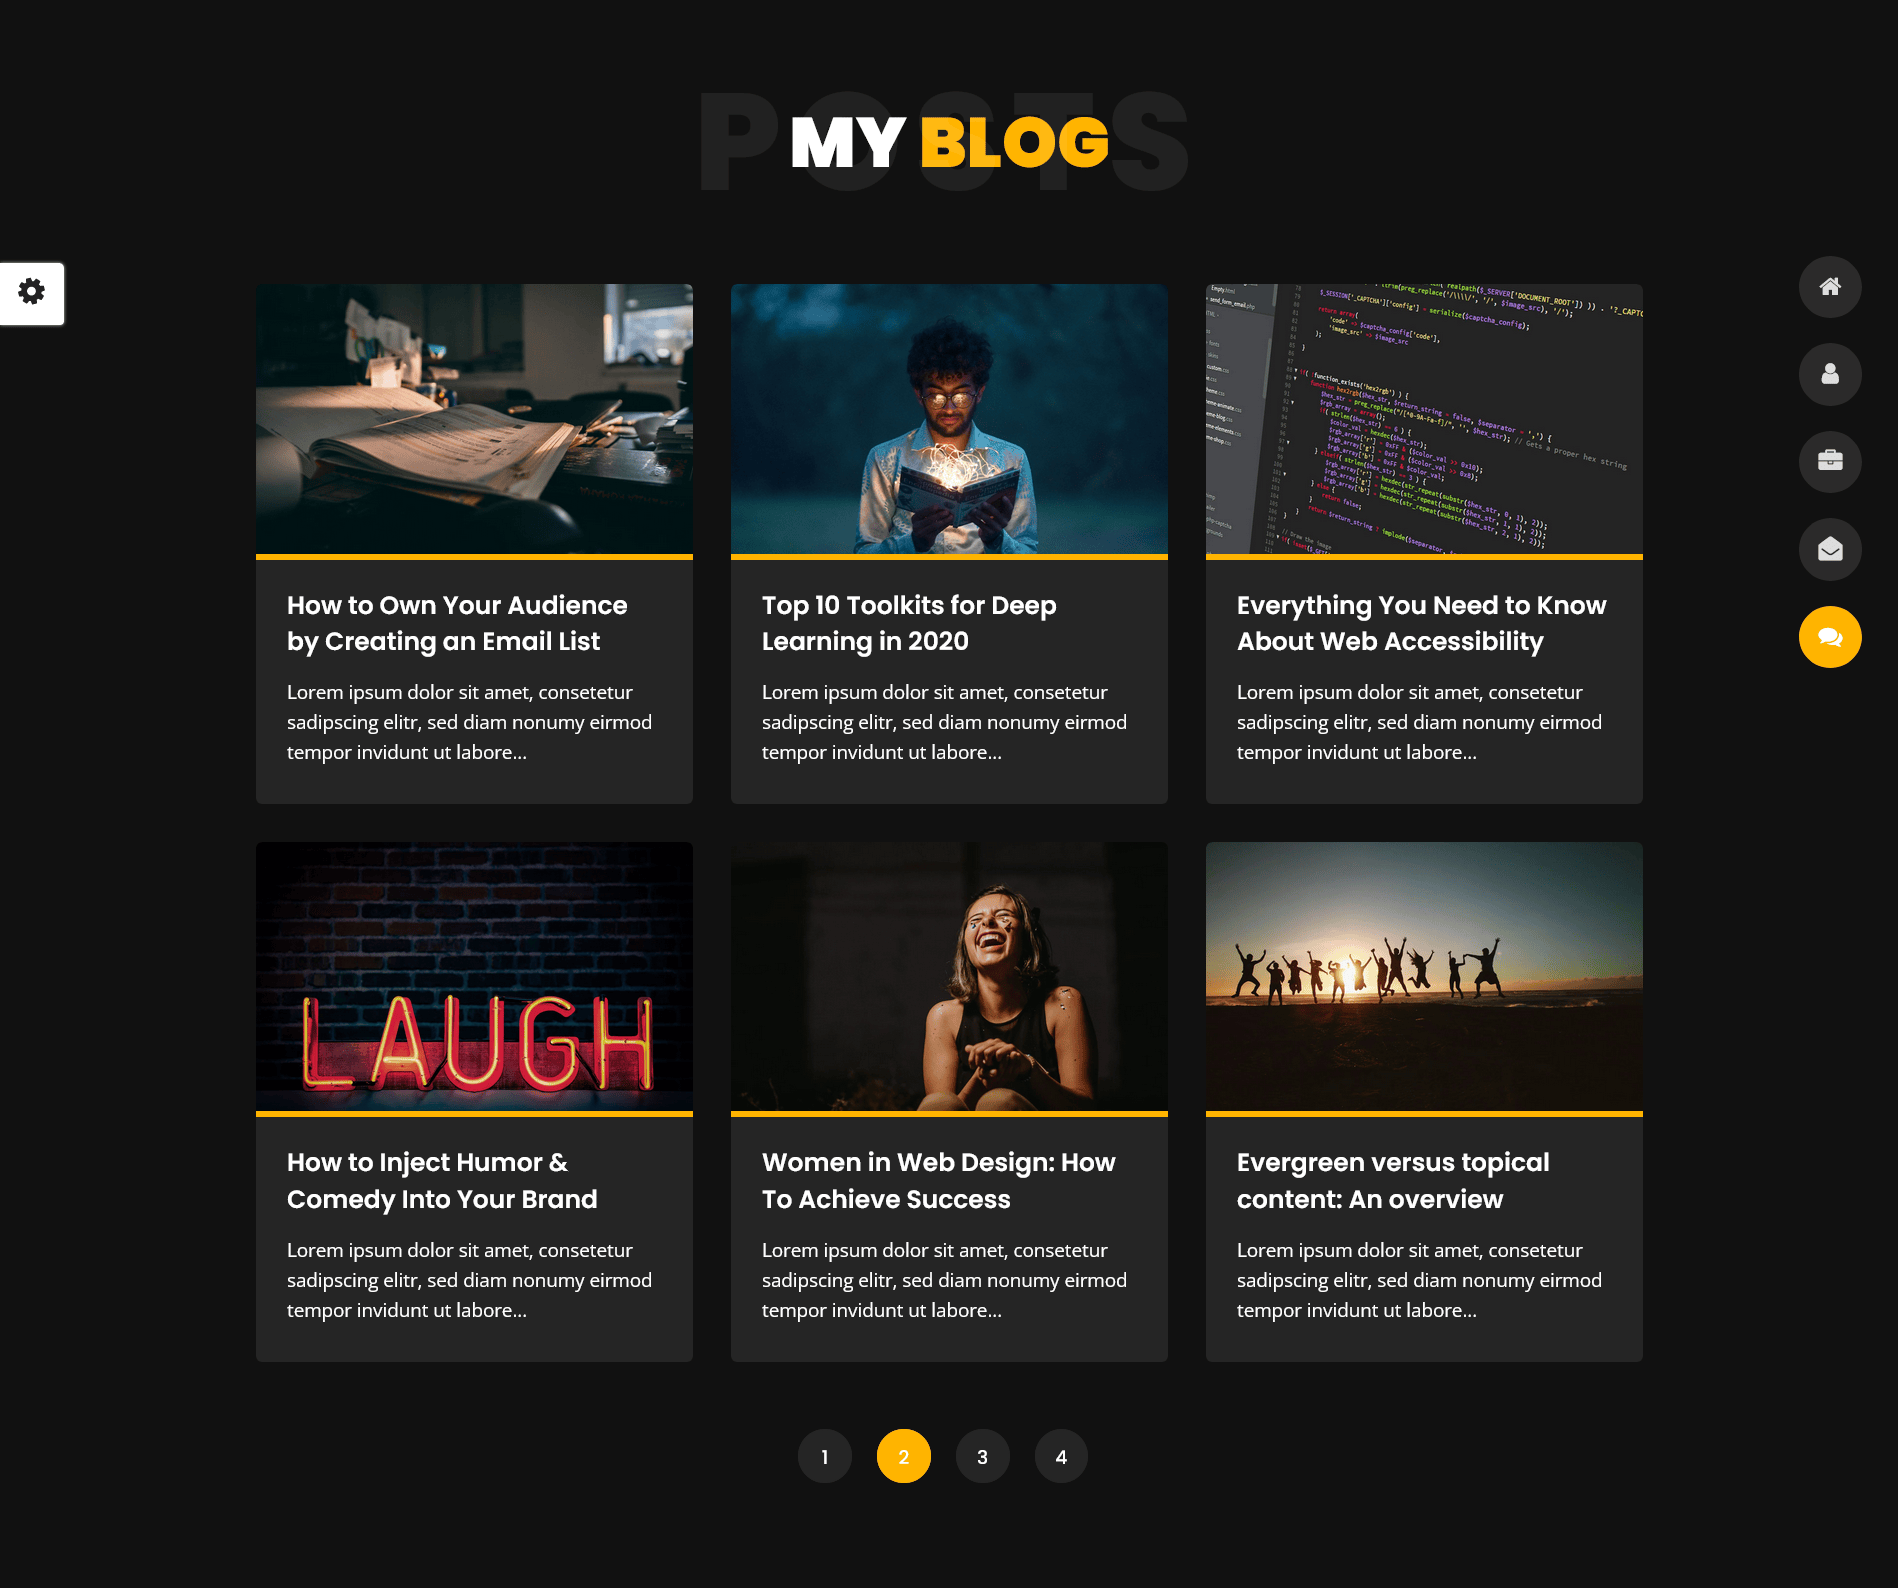 POSTS
MY BLOG
How to Own Your Audience
by Creating an Email List
Lorem ipsum dolor sit amet, consetetur
sadipscing elitr, sed diam nonumy eirmod
tempor invidunt ut labore...
Top 10 Toolkits for Deep
Learning in 2020
Lorem ipsum dolor sit amet, consetetur
sadipscing elitr, sed diam nonumy eirmod
tempor invidunt ut labore...
Everything You Need to Know
About Web Accessibility
Lorem ipsum dolor sit amet, consetetur
sadipscing elitr, sed diam nonumy eirmod
tempor invidunt ut labore...
LAUGH
How to Inject Humor &
Comedy Into Your Brand
Lorem ipsum dolor sit amet, consetetur
sadipscing elitr, sed diam nonumy eirmod
tempor invidunt ut labore...
Women in Web Design: How
To Achieve Success
Lorem ipsum dolor sit amet, consetetur
sadipscing elitr, sed diam nonumy eirmod
tempor invidunt ut labore...
Evergreen versus topical
content: An overview
Lorem ipsum dolor sit amet, consetetur
sadipscing elitr, sed diam nonumy eirmod
tempor invidunt ut labore...
1 2 3 4